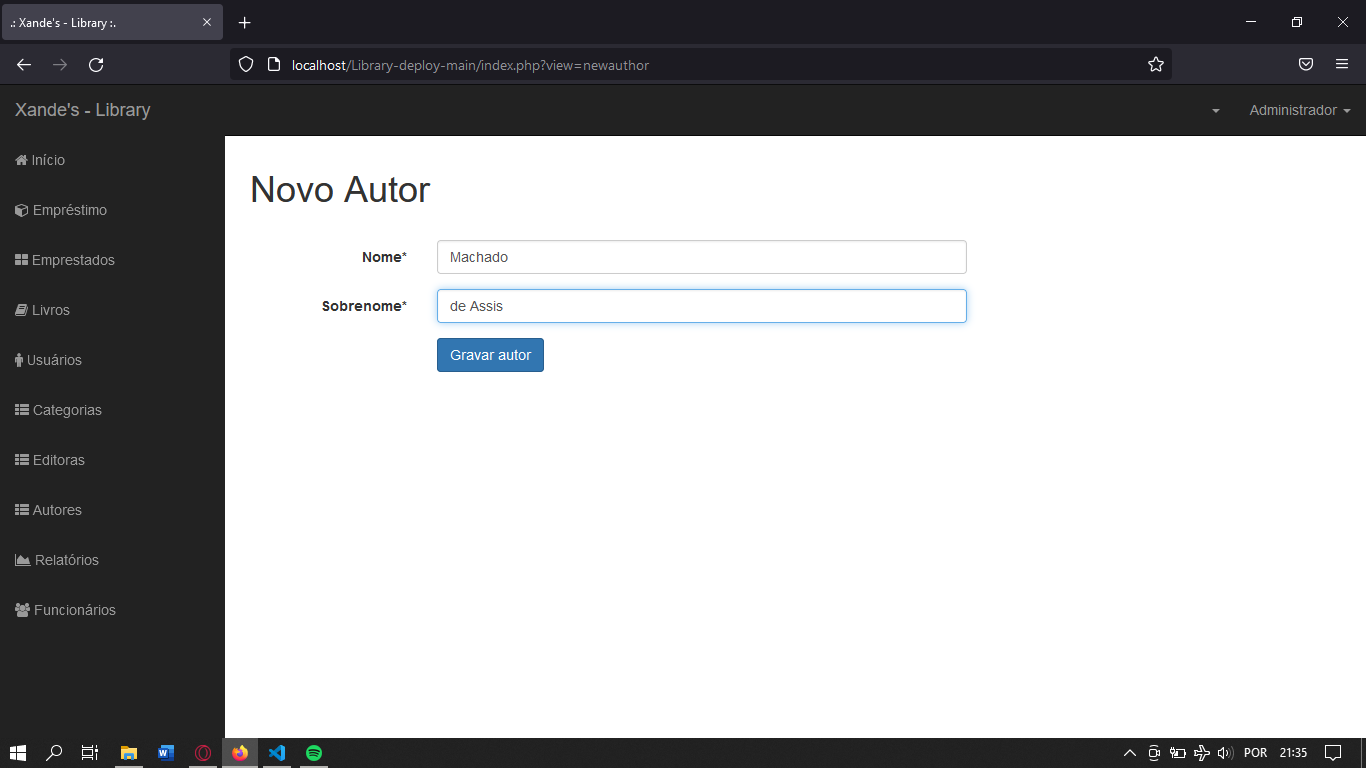 .: Xande's - Library :.
localhost/Library-deploy-main/index.php?view=newauthor
Xande's - Library
Administrador
Início
Empréstimo
Emprestados
Livros
Usuários
Categorias
Editoras
Autores
Relatórios
Funcionários
Novo Autor
Nome* Machado
Sobrenome* de Assis
Gravar autor
POR 21:35